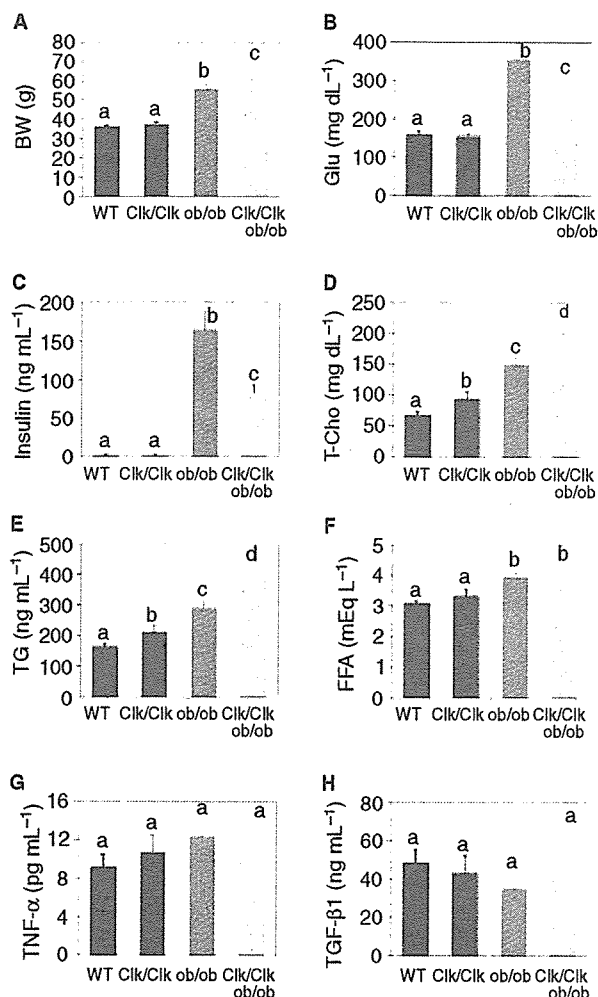 A
BW (g)
80
70
60
50
40
30
20
10
0
a a b c
WT Clk/Clk ob/ob Clk/Clk
ob/ob
B
Glu (mg dL−1)
400
300
200
100
0
a a b c
WT Clk/Clk ob/ob Clk/Clk
ob/ob
C
Insulin (ng mL−1)
200
150
100
50
0
a a b c
WT Clk/Clk ob/ob Clk/Clk
ob/ob
D
T-Cho (mg dL−1)
250
200
150
100
50
0
a b c d
WT Clk/Clk ob/ob Clk/Clk
ob/ob
E
TG (ng mL−1)
500
400
300
200
100
0
a b c d
WT Clk/Clk ob/ob Clk/Clk
ob/ob
F
FFA (mEq L−1)
5
4
3
2
1
0
a a b b
WT Clk/Clk ob/ob Clk/Clk
ob/ob
G
TNF-α (pg mL−1)
16
12
8
4
0
a a a a
WT Clk/Clk ob/ob Clk/Clk
ob/ob
H
TGF-β1 (ng mL−1)
80
60
40
20
0
a a a a
WT Clk/Clk ob/ob Clk/Clk
ob/ob